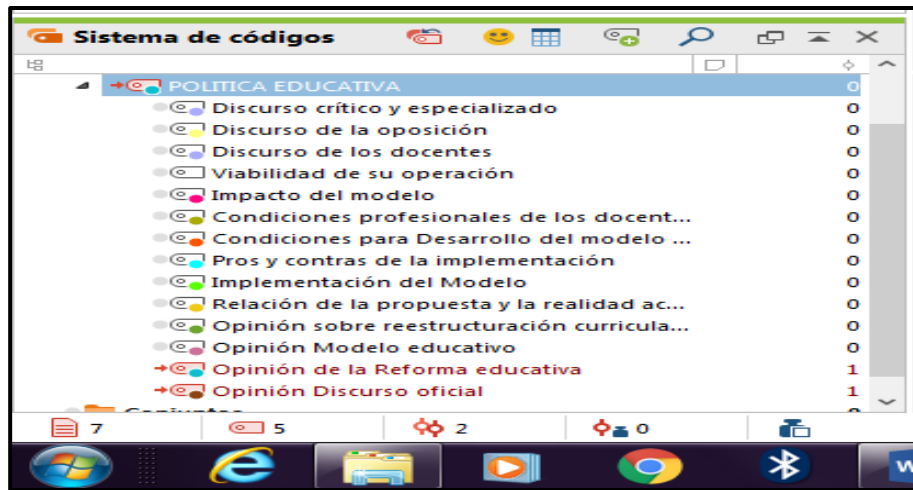 Sistema de códigos
POLITICA EDUCATIVA 0
Discurso crítico y especializado 0
Discurso de la oposición 0
Discurso de los docentes 0
Viabilidad de su operación 0
Impacto del modelo 0
Condiciones profesionales de los docent... 0
Condiciones para Desarrollo del modelo ... 0
Pros y contras de la implementación 0
Implementación del Modelo 0
Relación de la propuesta y la realidad ac... 0
Opinión sobre reestructuración curricula... 0
Opinión Modelo educativo 0
Opinión de la Reforma educativa 1
Opinión Discurso oficial 1
7 5 2 0
W